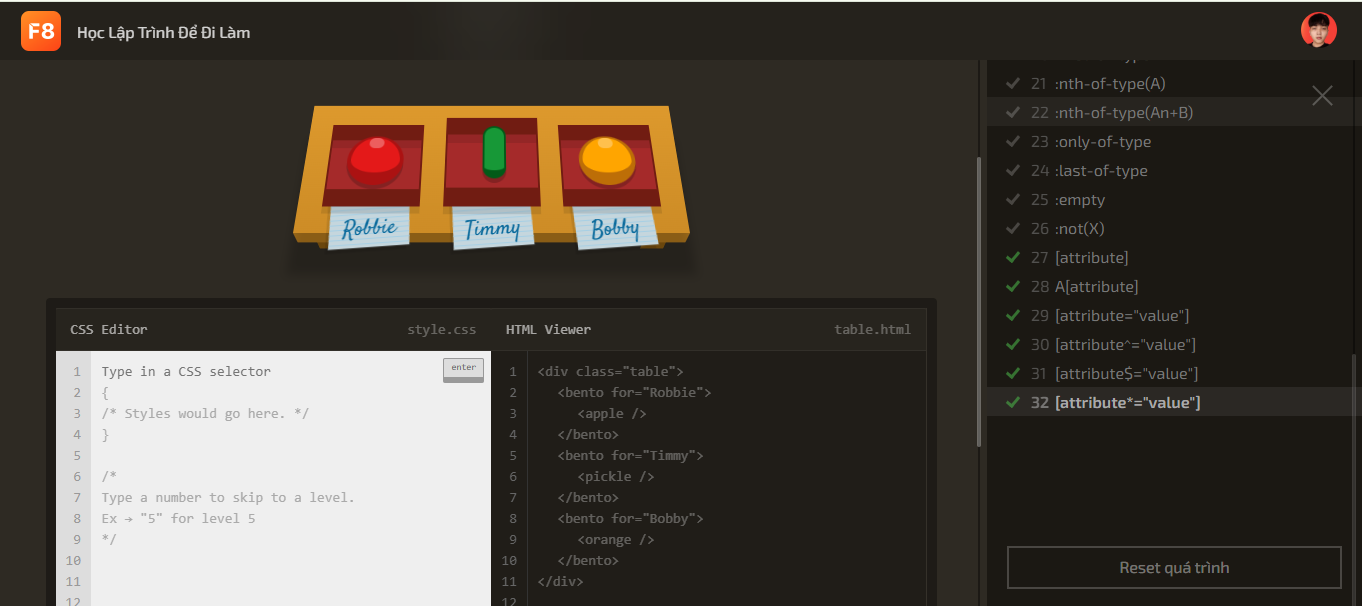 F8 Học Lập Trình Để Đi Làm
Robbie Timmy Bobby
CSS Editor style.css
enter
1 Type in a CSS selector
2 {
3 /* Styles would go here. */
4 }
5
6 /*
7 Type a number to skip to a level.
8 Ex → "5" for level 5
9 */
10
11
12
HTML Viewer table.html
1 <div class="table">
2 <bento for="Robbie">
3 <apple />
4 </bento>
5 <bento for="Timmy">
6 <pickle />
7 </bento>
8 <bento for="Bobby">
9 <orange />
10 </bento>
11 </div>
12
21 :nth-of-type(A)
22 :nth-of-type(An+B)
23 :only-of-type
24 :last-of-type
25 :empty
26 :not(X)
27 [attribute]
28 A[attribute]
29 [attribute="value"]
30 [attribute^="value"]
31 [attribute$="value"]
32 [attribute*="value"]
Reset quá trình